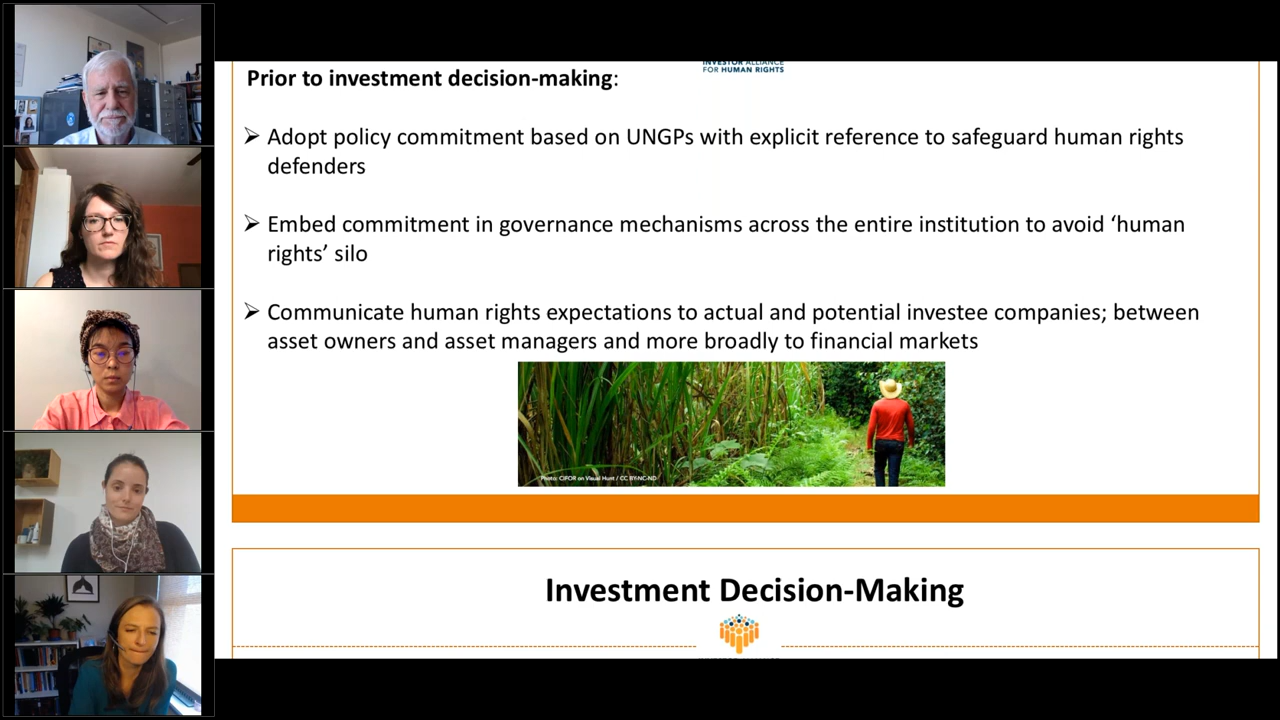 INVESTOR ALLIANCE
FOR HUMAN RIGHTS
Prior to investment decision-making:
➢ Adopt policy commitment based on UNGPs with explicit reference to safeguard human rights
defenders
➢ Embed commitment in governance mechanisms across the entire institution to avoid ‘human
rights’ silo
➢ Communicate human rights expectations to actual and potential investee companies; between
asset owners and asset managers and more broadly to financial markets
Photo: CIFOR on Visual Hunt / CC BY-NC-ND
Investment Decision-Making